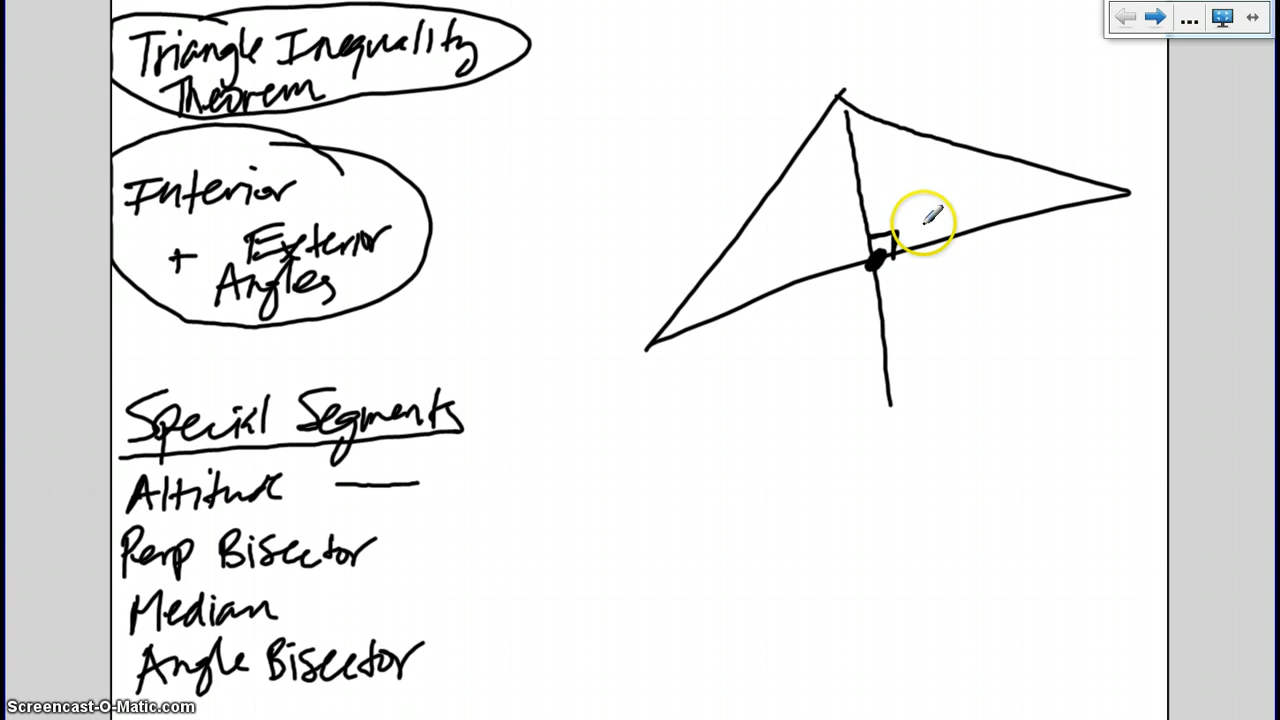 Triangle Inequality
Theorem
Interior
+ Exterior
Angles
Special Segments
Altitude —
Perp Bisector
Median
Angle Bisector
Screencast-O-Matic.com
...